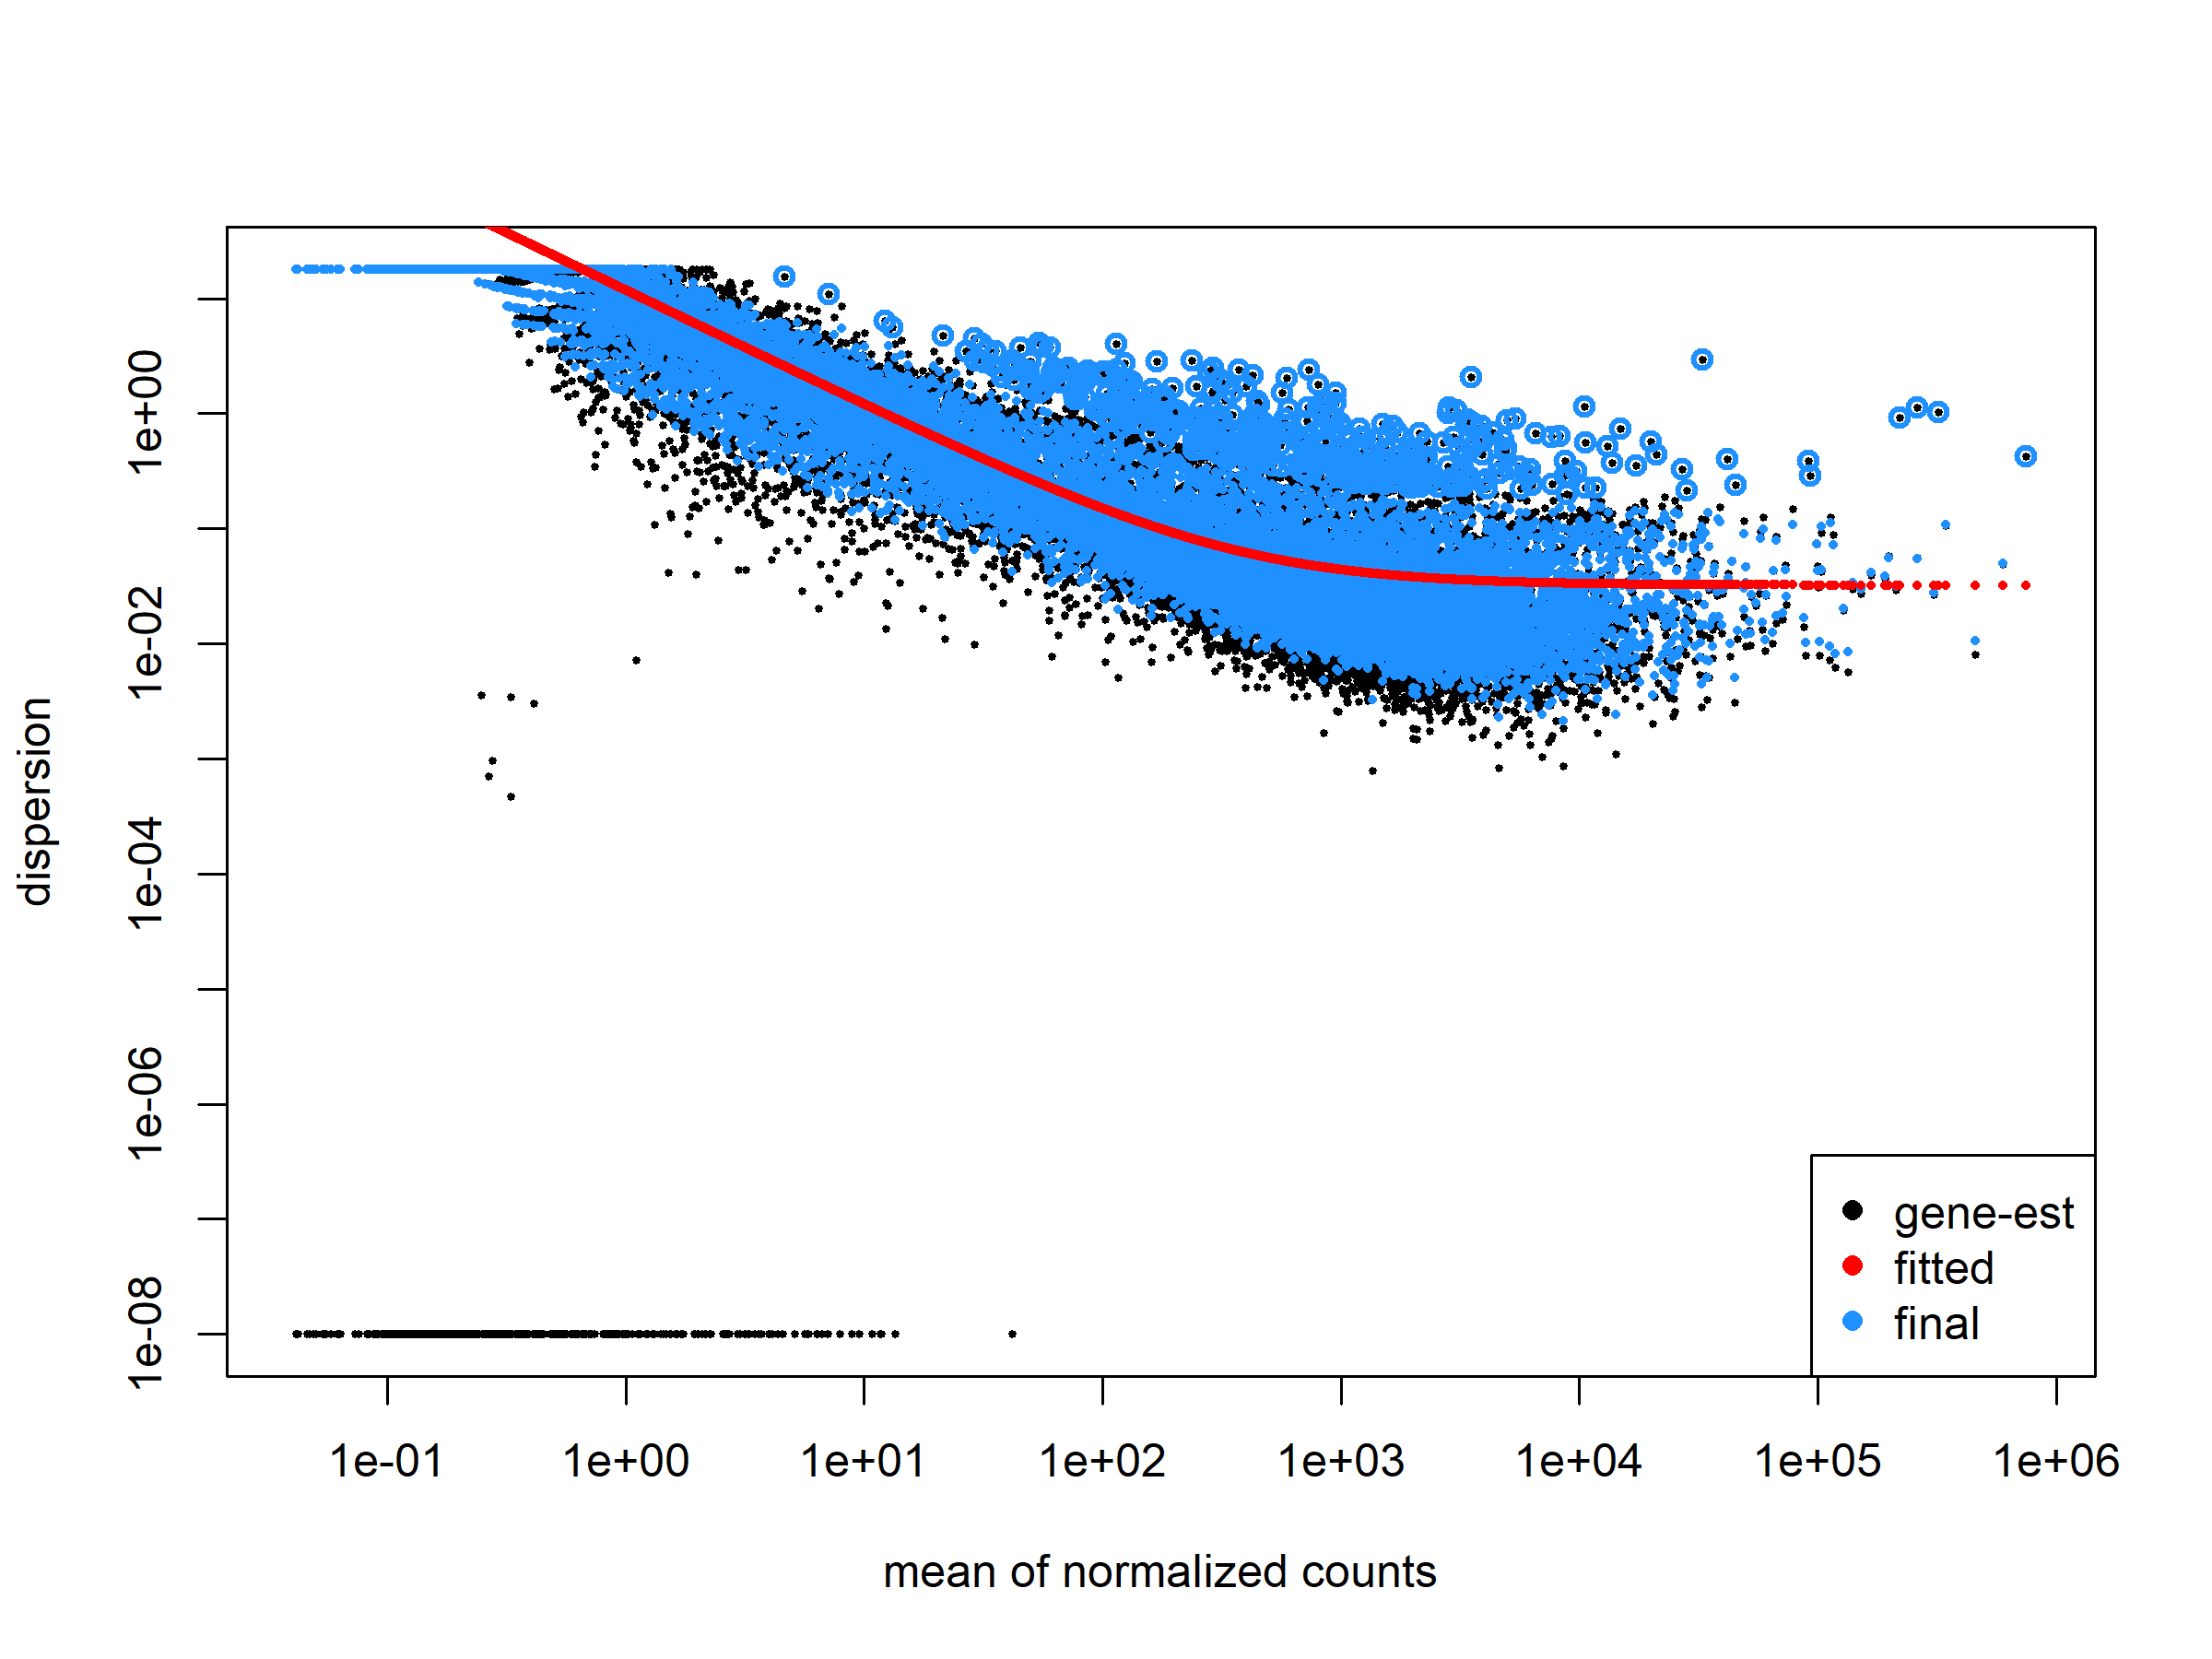 dispersion
1e+00
1e-02
1e-04
1e-06
1e-08
gene-est
fitted
final
1e-01 1e+00 1e+01 1e+02 1e+03 1e+04 1e+05 1e+06
mean of normalized counts